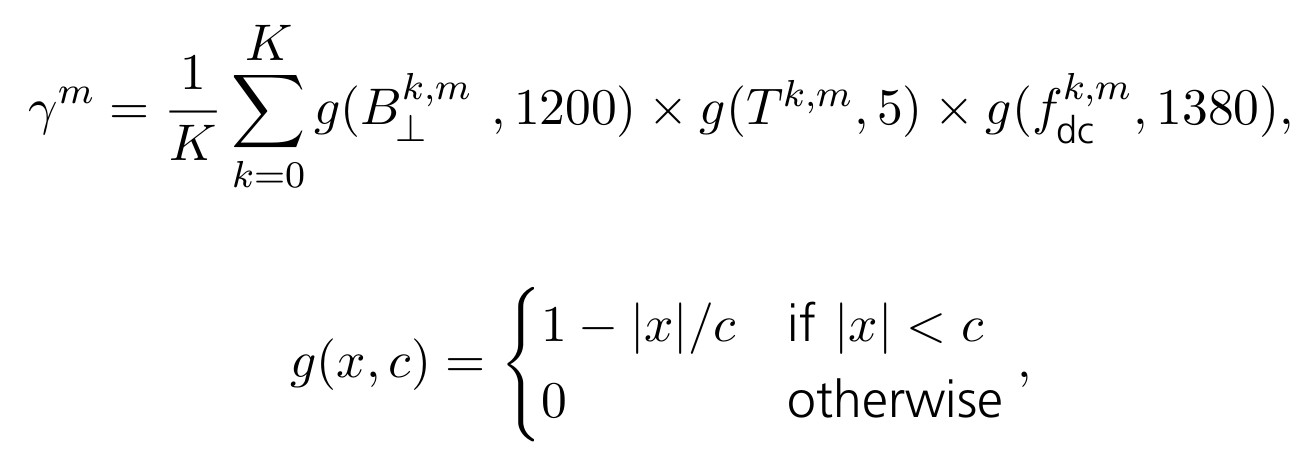 γ^m = \frac{1}{K} \sum_{k=0}^{K} g(B_⊥^{k,m} , 1200) × g(T^{k,m}, 5) × g(f_{dc}^{k,m}, 1380),
g(x, c) = \begin{cases} 1 − |x|/c & \text{if } |x| < c \\ 0 & \text{otherwise} \end{cases} ,